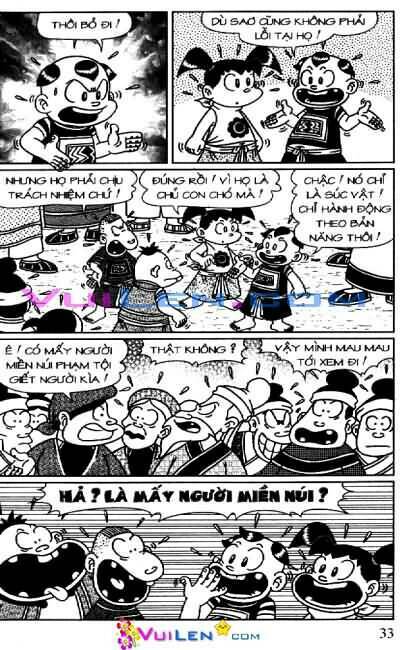 THÔI BỎ ĐI!
DÙ SAO CŨNG KHÔNG PHẢI
LỖI TẠI HỌ!
NHƯNG HỌ PHẢI CHỊU
TRÁCH NHIỆM CHỨ!
ĐÚNG RỒI! VÌ HỌ LÀ
CHỦ CON CHÓ MÀ!
CHẬC! NÓ CHỈ
LÀ SÚC VẬT!
CHỈ HÀNH ĐỘNG
THEO BẢN
NĂNG THÔI!
VUILEN.COM
Ê! CÓ MẤY NGƯỜI
MIỀN NÚI PHẠM TỘI
GIẾT NGƯỜI KÌA!
THẬT KHÔNG?
VẬY MÌNH MAU MAU
TỚI XEM ĐI!
HẢ? LÀ MẤY NGƯỜI MIỀN NÚI?
33
VUILEN.COM